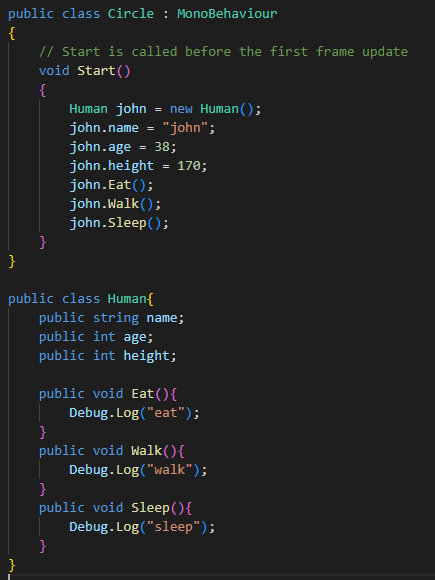 public class Circle : MonoBehaviour
{
    // Start is called before the first frame update
    void Start()
    {
        Human john = new Human();
        john.name = "john";
        john.age = 38;
        john.height = 170;
        john.Eat();
        john.Walk();
        john.Sleep();
    }
}

public class Human{
    public string name;
    public int age;
    public int height;

    public void Eat(){
        Debug.Log("eat");
    }
    public void Walk(){
        Debug.Log("walk");
    }
    public void Sleep(){
        Debug.Log("sleep");
    }
}